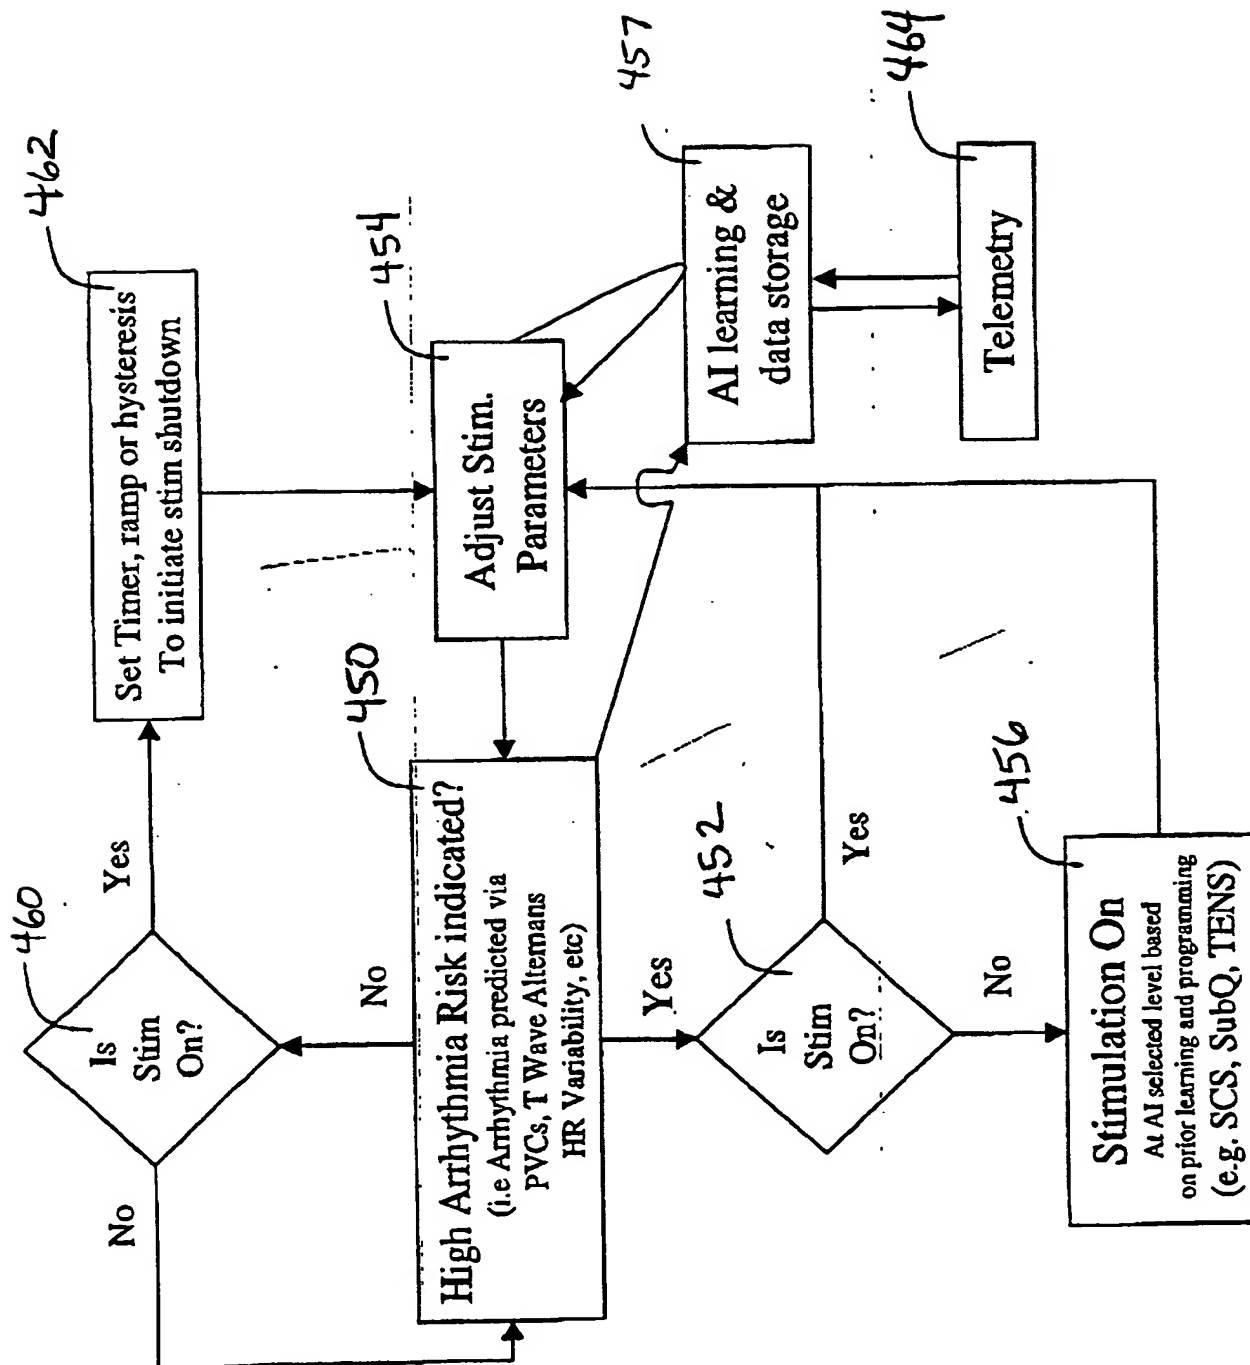 460
462
No
Is
Stim
On?
Yes
Set Timer, ramp or hysteresis
To initiate stim shutdown
No
450
454
High Arrhythmia Risk indicated?
(i.e Arrhythmia predicted via
PVCs, T Wave Alternans
HR Variability, etc)
Adjust Stim.
Parameters
457
Yes
452
AI learning &
data storage
Is
Stim
On?
Yes
464
No
Telemetry
456
Stimulation On
At AI selected level based
on prior learning and programming
(e.g. SCS, SubQ, TENS)